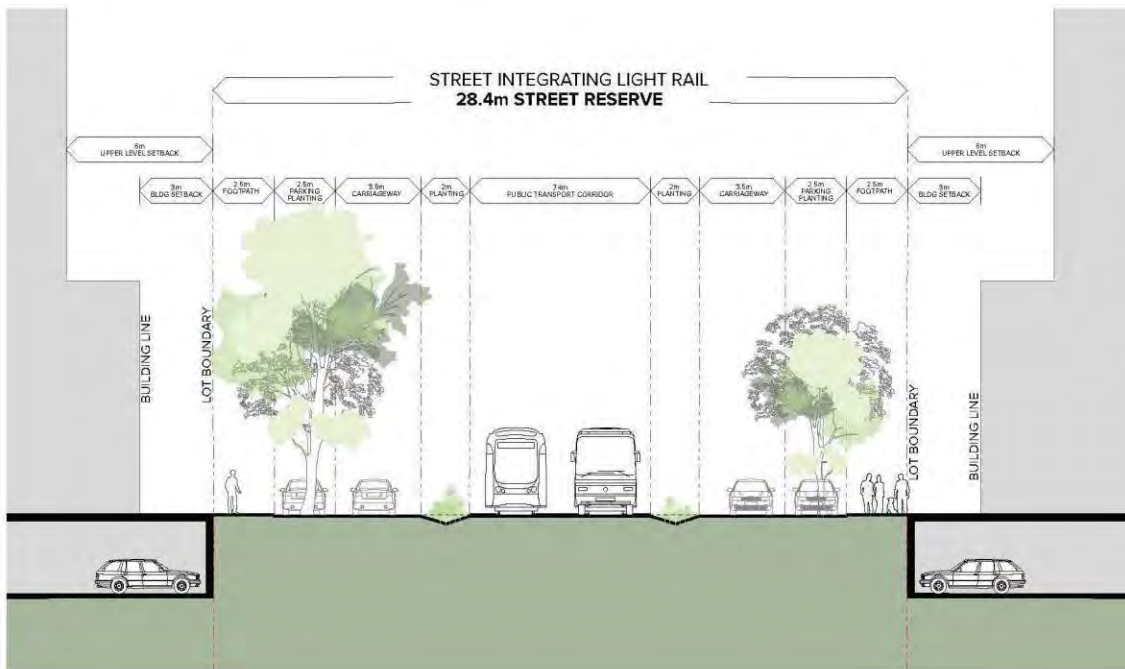 STREET INTEGRATING LIGHT RAIL
28.4m STREET RESERVE
6m
UPPER LEVEL SETBACK
6m
UPPER LEVEL SETBACK
3m
BLDG SETBACK
2.5m
FOOTPATH
2.5m
PARKING
PLANTING
3.5m
CARRIAGEWAY
2m
PLANTING
7.4m
PUBLIC TRANSPORT CORRIDOR
2m
PLANTING
3.5m
CARRIAGEWAY
2.5m
PARKING
PLANTING
2.5m
FOOTPATH
3m
BLDG SETBACK
BUILDING LINE
LOT BOUNDARY
LOT BOUNDARY
BUILDING LINE